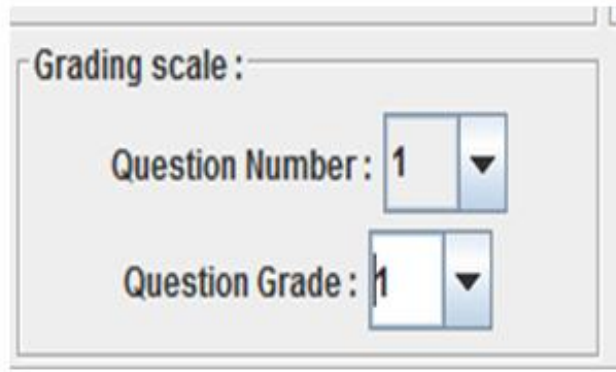 Grading scale :
Question Number : 1
Question Grade : 1